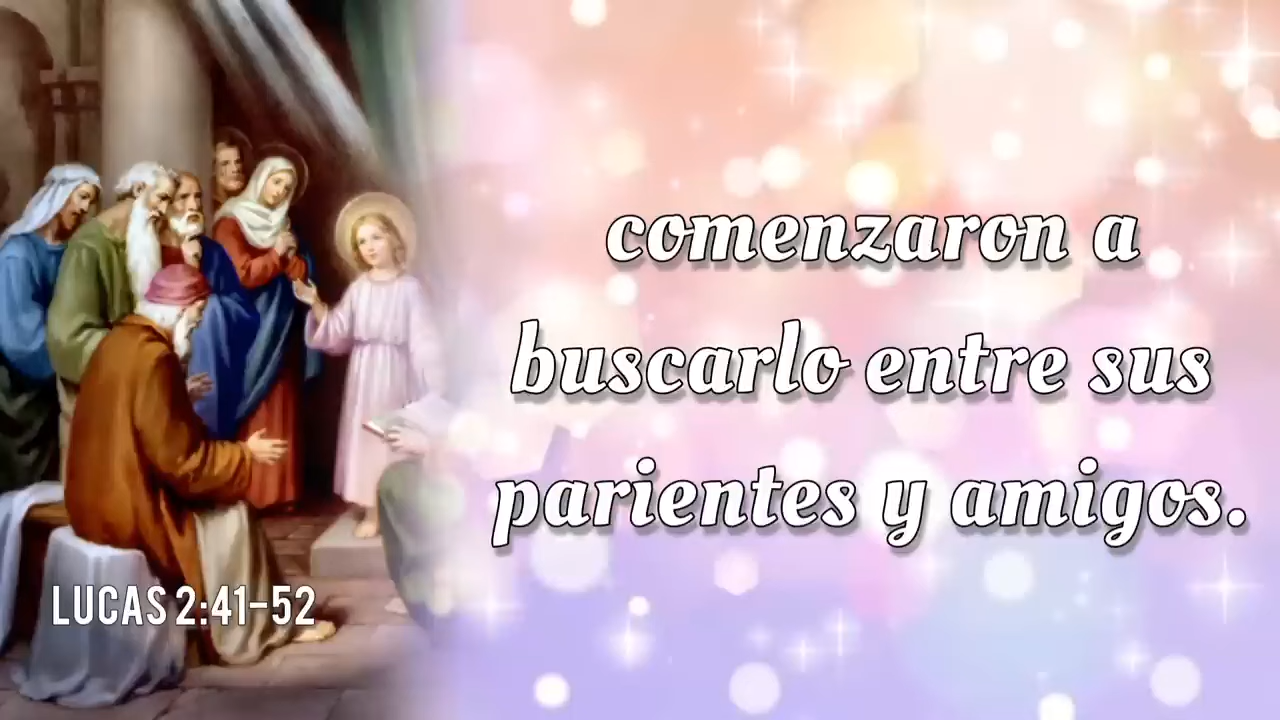 comenzaron a
buscarlo entre sus
parientes y amigos.
LUCAS 2:41-52